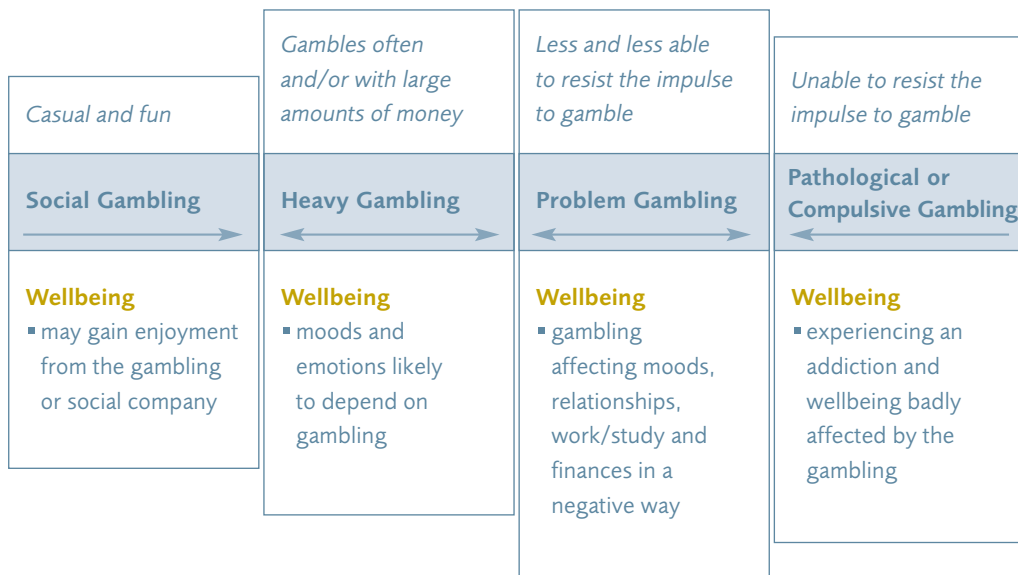 Casual and fun
Social Gambling
Wellbeing
▪ may gain enjoyment
from the gambling
or social company
Gambles often
and/or with large
amounts of money
Heavy Gambling
Wellbeing
▪ moods and
emotions likely
to depend on
gambling
Less and less able
to resist the impulse
to gamble
Problem Gambling
Wellbeing
▪ gambling
affecting moods,
relationships,
work/study and
finances in a
negative way
Unable to resist the
impulse to gamble
Pathological or
Compulsive Gambling
Wellbeing
▪ experiencing an
addiction and
wellbeing badly
affected by the
gambling